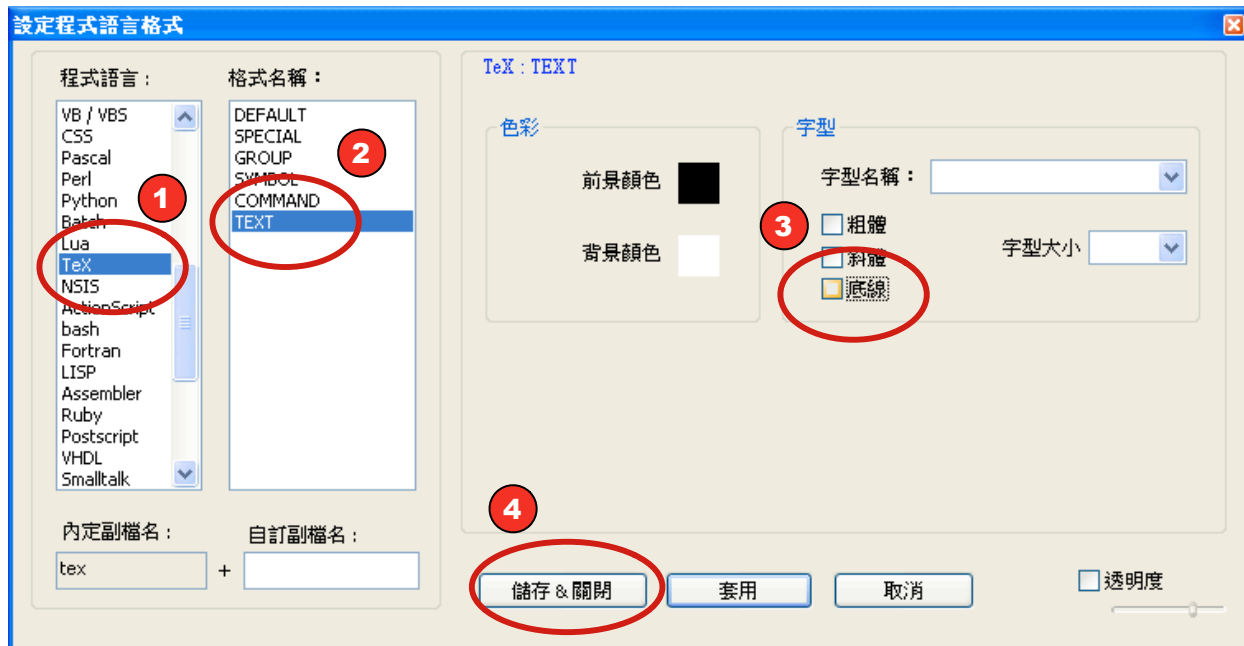 設定程式語言格式
程式語言：
VB / VBS
CSS
Pascal
Perl
Python
Batch
Lua
TeX
NSIS
ActionScript
bash
Fortran
LISP
Assembler
Ruby
Postscript
VHDL
Smalltalk
1
格式名稱：
DEFAULT
SPECIAL
GROUP
SYMBOL
COMMAND
TEXT
2
內定副檔名：
tex
+
自訂副檔名：
TeX : TEXT
色彩
前景顏色
背景顏色
字型
字型名稱：
3
粗體
斜體
底線
字型大小
4
儲存 & 關閉
套用
取消
透明度